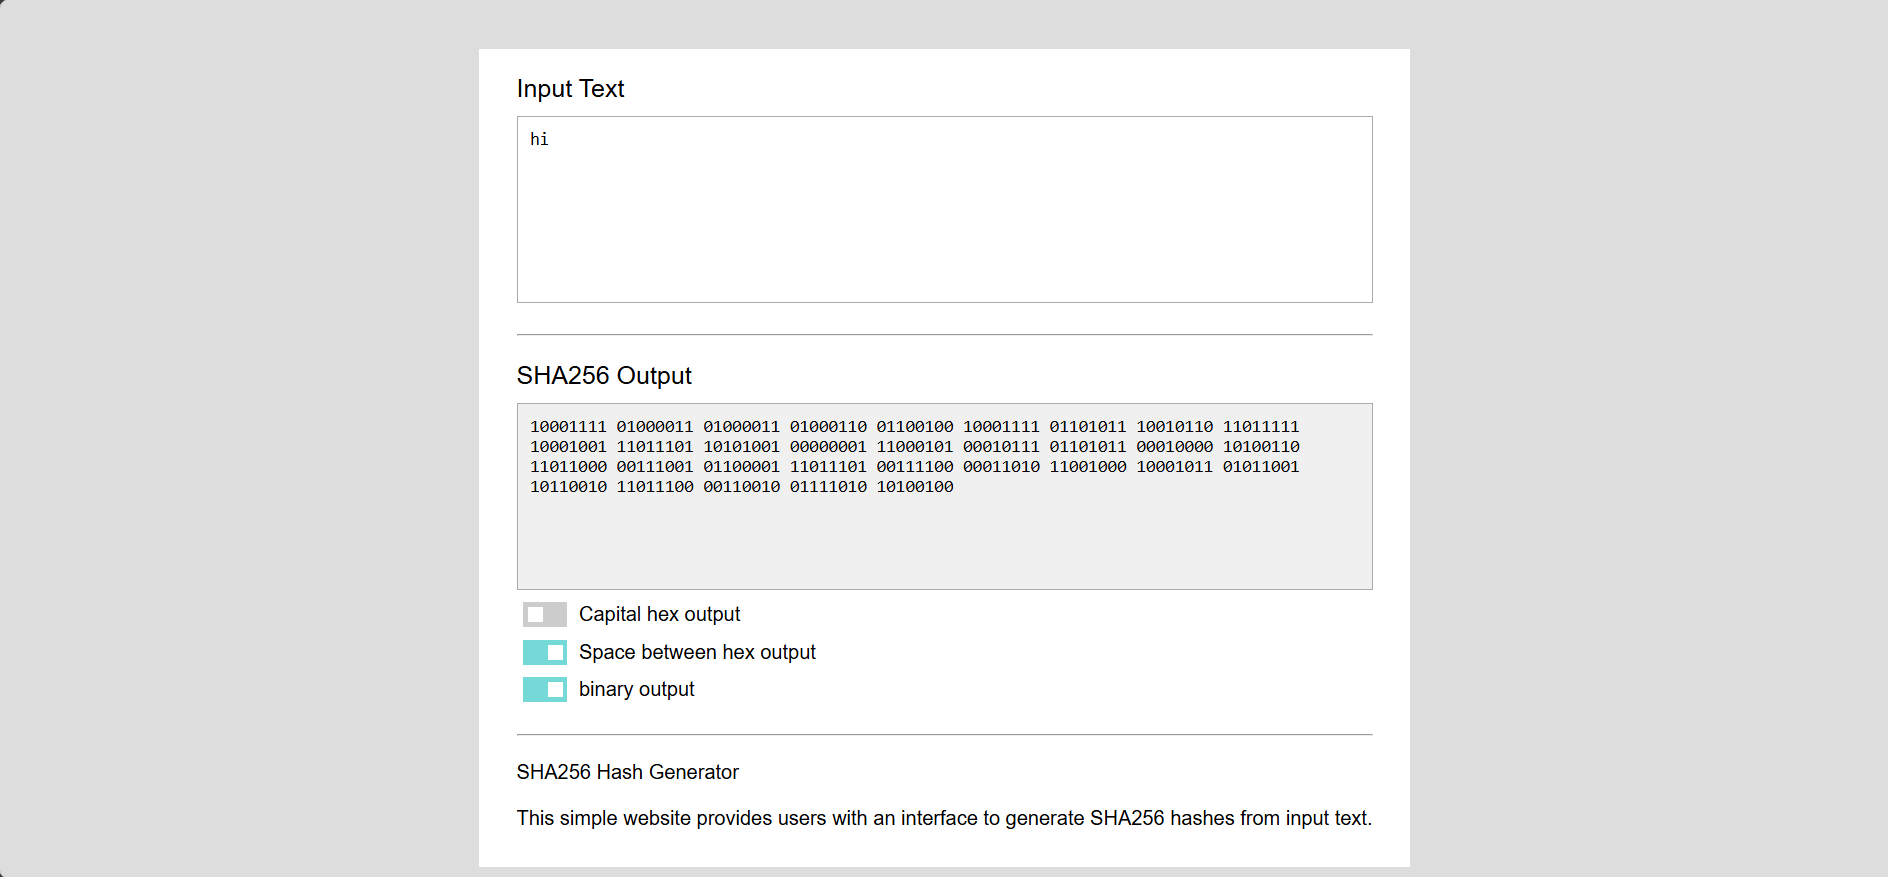 Input Text
hi
SHA256 Output
10001111 01000011 01000011 01000110 01100100 10001111 01101011 10010110 11011111
10001001 11011101 10101001 00000001 11000101 00010111 01101011 00010000 10100110
11011000 00111001 01100001 11011101 00111100 00011010 11001000 10001011 01011001
10110010 11011100 00110010 01111010 10100100
Capital hex output
Space between hex output
binary output
SHA256 Hash Generator
This simple website provides users with an interface to generate SHA256 hashes from input text.